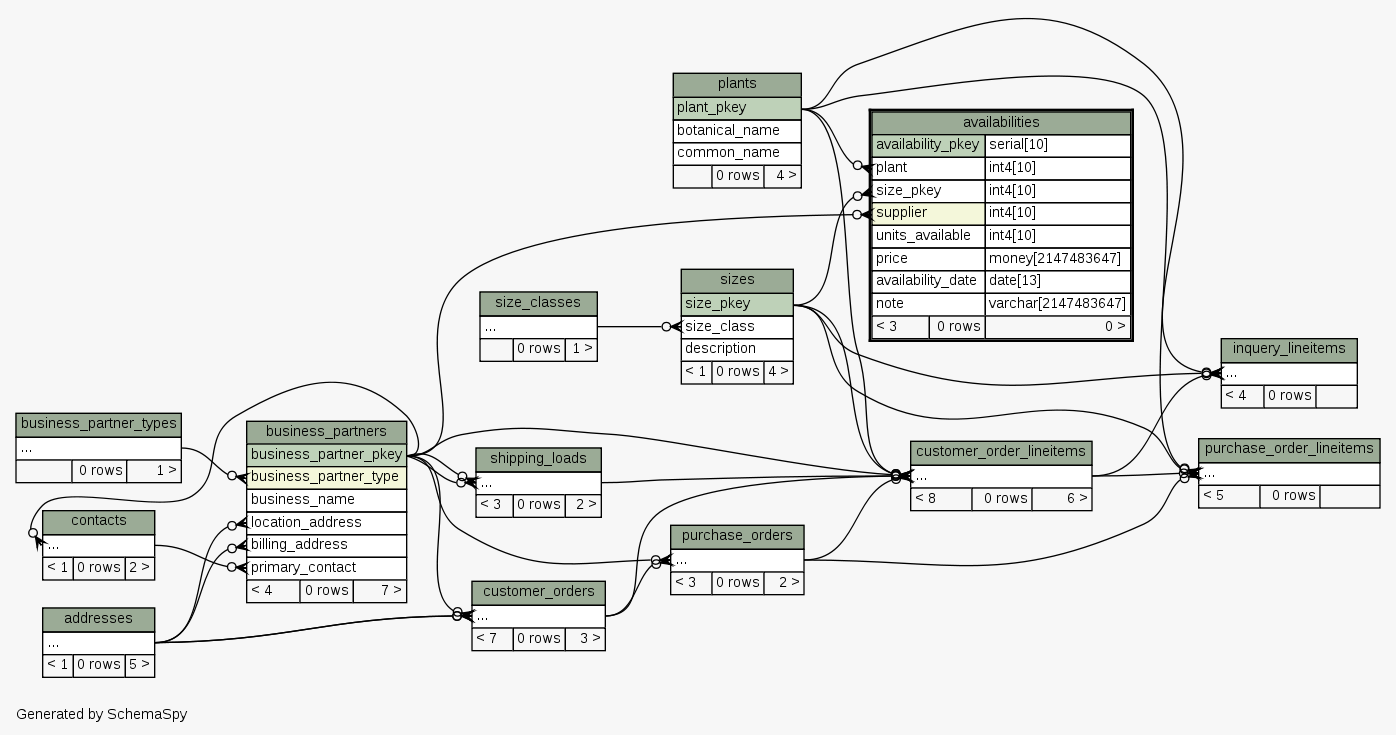 plants
plant_pkey
botanical_name
common_name
0 rows 4 >
availabilities
availability_pkey serial[10]
plant int4[10]
size_pkey int4[10]
supplier int4[10]
units_available int4[10]
price money[2147483647]
availability_date date[13]
note varchar[2147483647]
< 3 0 rows 0 >
sizes
size_pkey
size_class
description
< 1 0 rows 4 >
size_classes
...
0 rows 1 >
inquery_lineitems
...
< 4 0 rows
business_partner_types
...
0 rows 1 >
business_partners
business_partner_pkey
business_partner_type
business_name
location_address
billing_address
primary_contact
< 4 0 rows 7 >
shipping_loads
...
< 3 0 rows 2 >
customer_order_lineitems
...
< 8 0 rows 6 >
purchase_order_lineitems
...
< 5 0 rows
contacts
...
< 1 0 rows 2 >
purchase_orders
...
< 3 0 rows 2 >
customer_orders
...
< 7 0 rows 3 >
addresses
...
< 1 0 rows 5 >
Generated by SchemaSpy